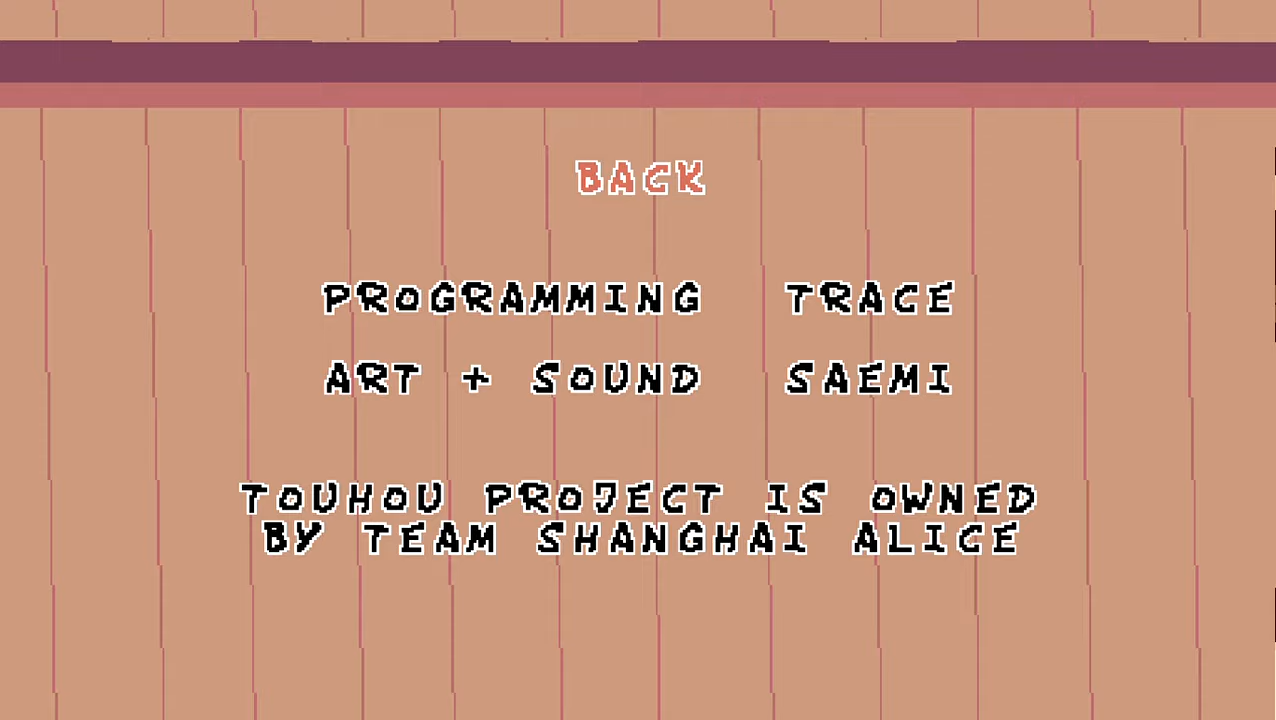 BACK
PROGRAMMING TRACE
ART + SOUND SAEMI
TOUHOU PROJECT IS OWNED
BY TEAM SHANGHAI ALICE